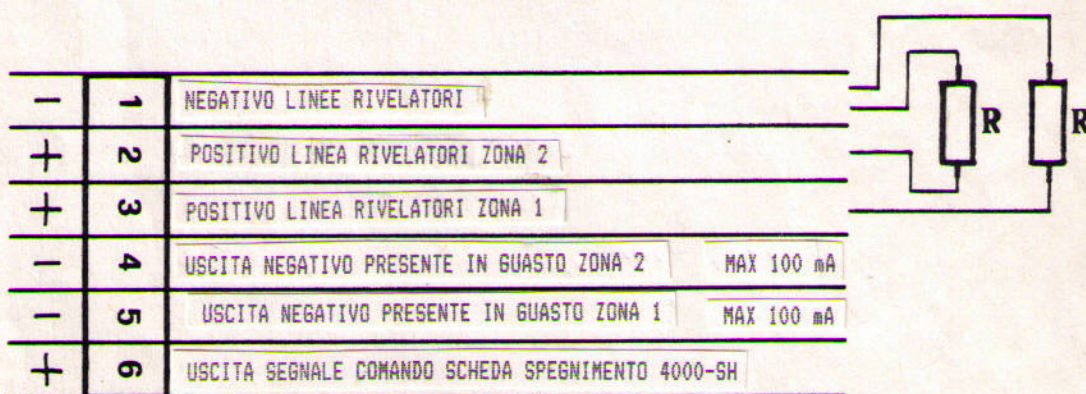 − 1 NEGATIVO LINEE RIVELATORI
+ 2 POSITIVO LINEA RIVELATORI ZONA 2
+ 3 POSITIVO LINEA RIVELATORI ZONA 1
− 4 USCITA NEGATIVO PRESENTE IN GUASTO ZONA 2 MAX 100 mA
− 5 USCITA NEGATIVO PRESENTE IN GUASTO ZONA 1 MAX 100 mA
+ 6 USCITA SEGNALE COMANDO SCHEDA SPEGNIMENTO 4000-SH
R R